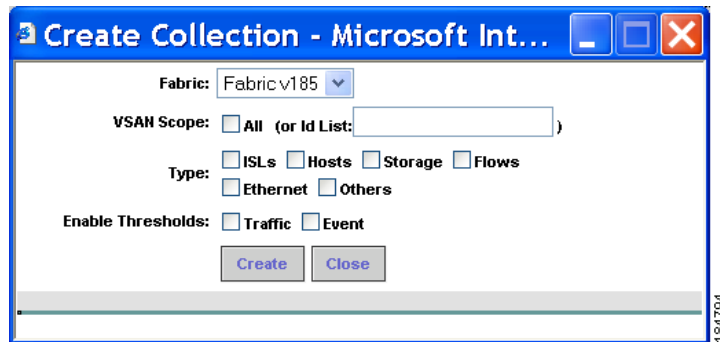 Create Collection - Microsoft Int...
Fabric: Fabric v185
VSAN Scope: All (or Id List: )
Type: ISLs Hosts Storage Flows
Ethernet Others
Enable Thresholds: Traffic Event
Create Close
184794